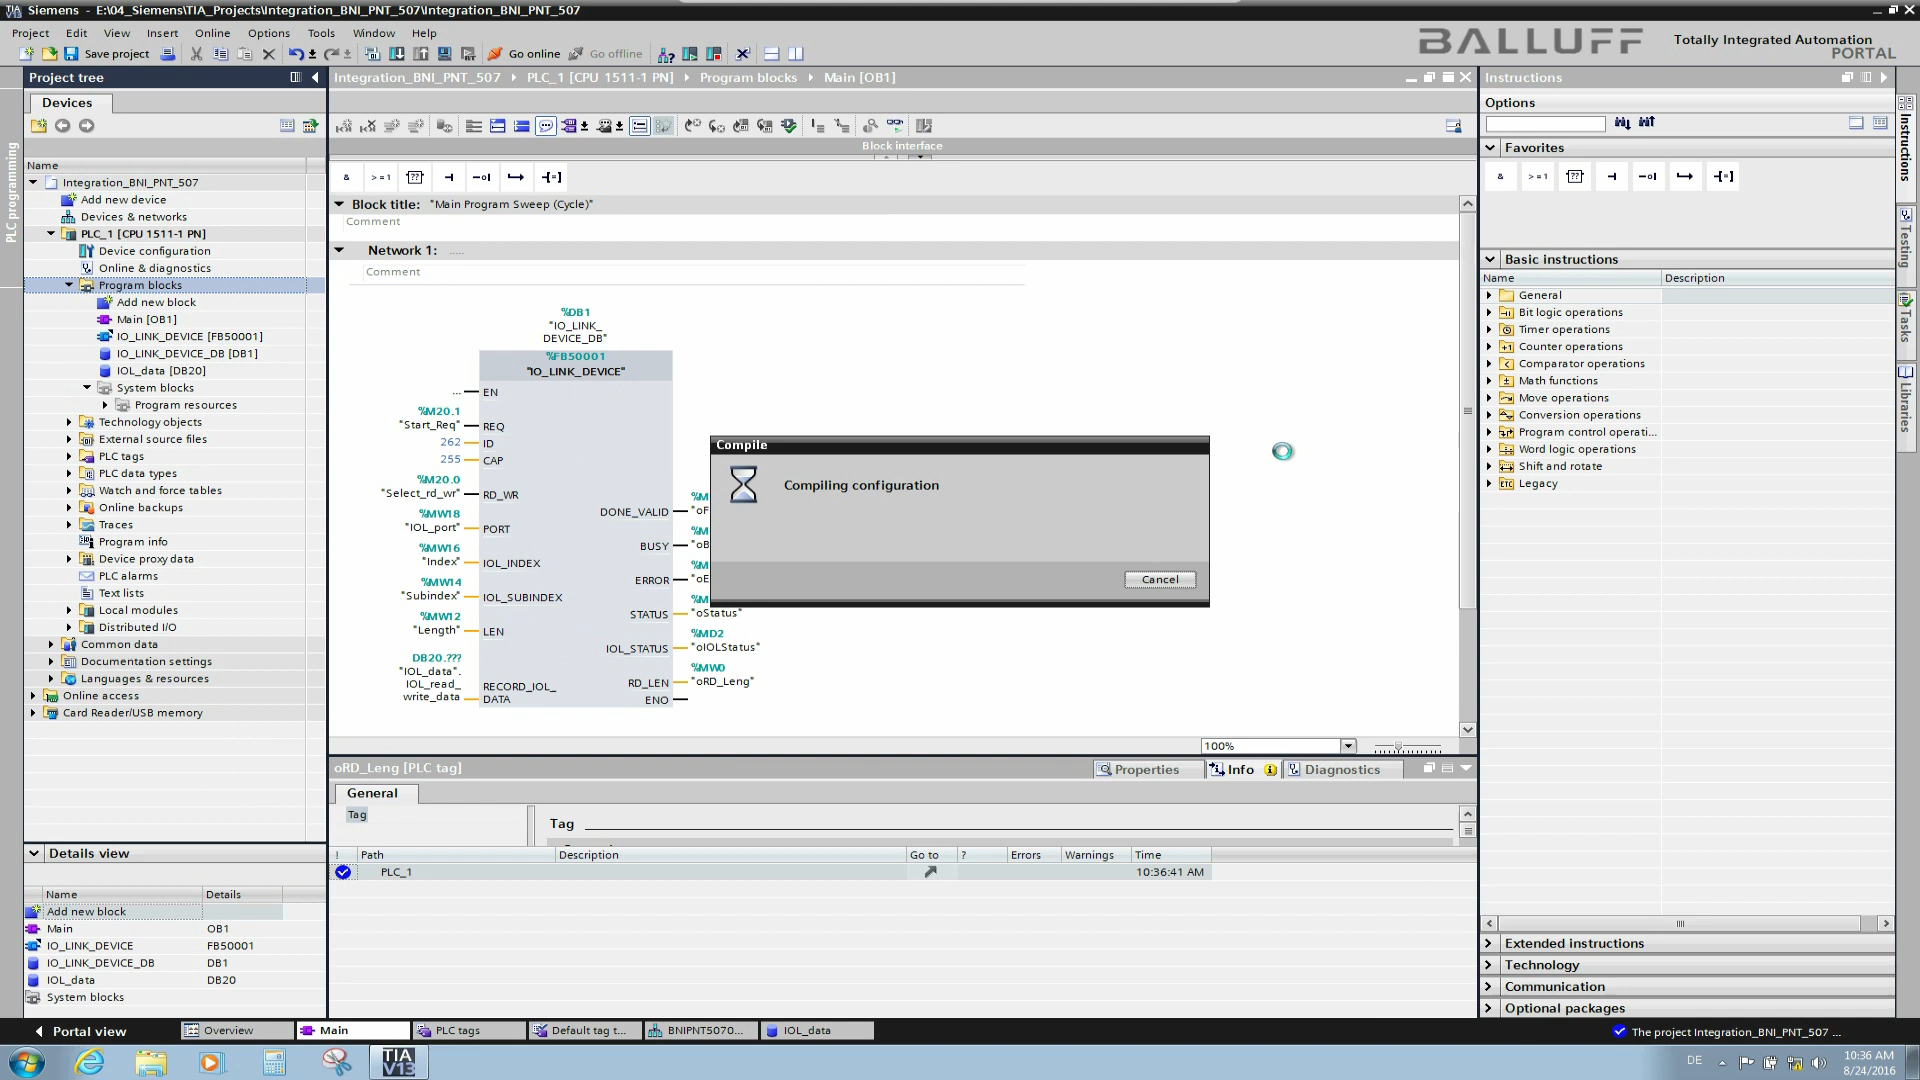 Siemens - E:\04_Siemens\TIA_Projects\Integration_BNI_PNT_507\Integration_BNI_PNT_507
Project Edit View Insert Online Options Tools Window Help
Save project Go online Go offline
BALLUFF
Totally Integrated Automation
PORTAL
PLC programming
Project tree
Devices
Name
Integration_BNI_PNT_507
Add new device
Devices & networks
PLC_1 [CPU 1511-1 PN]
Device configuration
Online & diagnostics
Program blocks
Add new block
Main [OB1]
IO_LINK_DEVICE [FB50001]
IO_LINK_DEVICE_DB [DB1]
IOL_data [DB20]
System blocks
Program resources
Technology objects
External source files
PLC tags
PLC data types
Watch and force tables
Online backups
Traces
Program info
Device proxy data
PLC alarms
Text lists
Local modules
Distributed I/O
Common data
Documentation settings
Languages & resources
Online access
Card Reader/USB memory
Details view
Name Details
Add new block
Main OB1
IO_LINK_DEVICE FB50001
IO_LINK_DEVICE_DB DB1
IOL_data DB20
System blocks
Integration_BNI_PNT_507 PLC_1 [CPU 1511-1 PN] Program blocks Main [OB1]
Block interface
& >=1 ?? -o| -[=]
Block title: "Main Program Sweep (Cycle)"
Comment
Network 1: .....
Comment
%DB1
"IO_LINK_
DEVICE_DB"
%FB50001
"IO_LINK_DEVICE"
... EN
%M20.1
"Start_Req" REQ
262 ID
255 CAP
%M20.0
"Select_rd_wr" RD_WR
%MW18
"IOL_port" PORT
%MW16
"Index" IOL_INDEX
%MW14
"Subindex" IOL_SUBINDEX
%MW12
"Length" LEN
DB20.???
"IOL_data".
IOL_read_
write_data
RECORD_IOL_
DATA
%M
DONE_VALID "oF
%M
BUSY "oB
%M
ERROR "oE
%M
STATUS "oStatus"
%MD2
IOL_STATUS "oIOLStatus"
%MW0
RD_LEN "oRD_Leng"
ENO
Compile
Compiling configuration
Cancel
100%
oRD_Leng [PLC tag]
Properties Info Diagnostics
General
Tag
Tag
! Path Description Go to ? Errors Warnings Time
PLC_1 10:36:41 AM
Instructions
Options
Favorites
& >=1 ?? -o| -[=]
Basic instructions
Name Description
General
Bit logic operations
Timer operations
Counter operations
Comparator operations
Math functions
Move operations
Conversion operations
Program control operati...
Word logic operations
Shift and rotate
Legacy
Extended instructions
Technology
Communication
Optional packages
Instructions
Testing
Tasks
Libraries
Portal view Overview Main PLC tags Default tag t... BNIPNT5070... IOL_data
The project Integration_BNI_PNT_507 ...
TIA
V13
DE
10:36 AM
8/24/2016